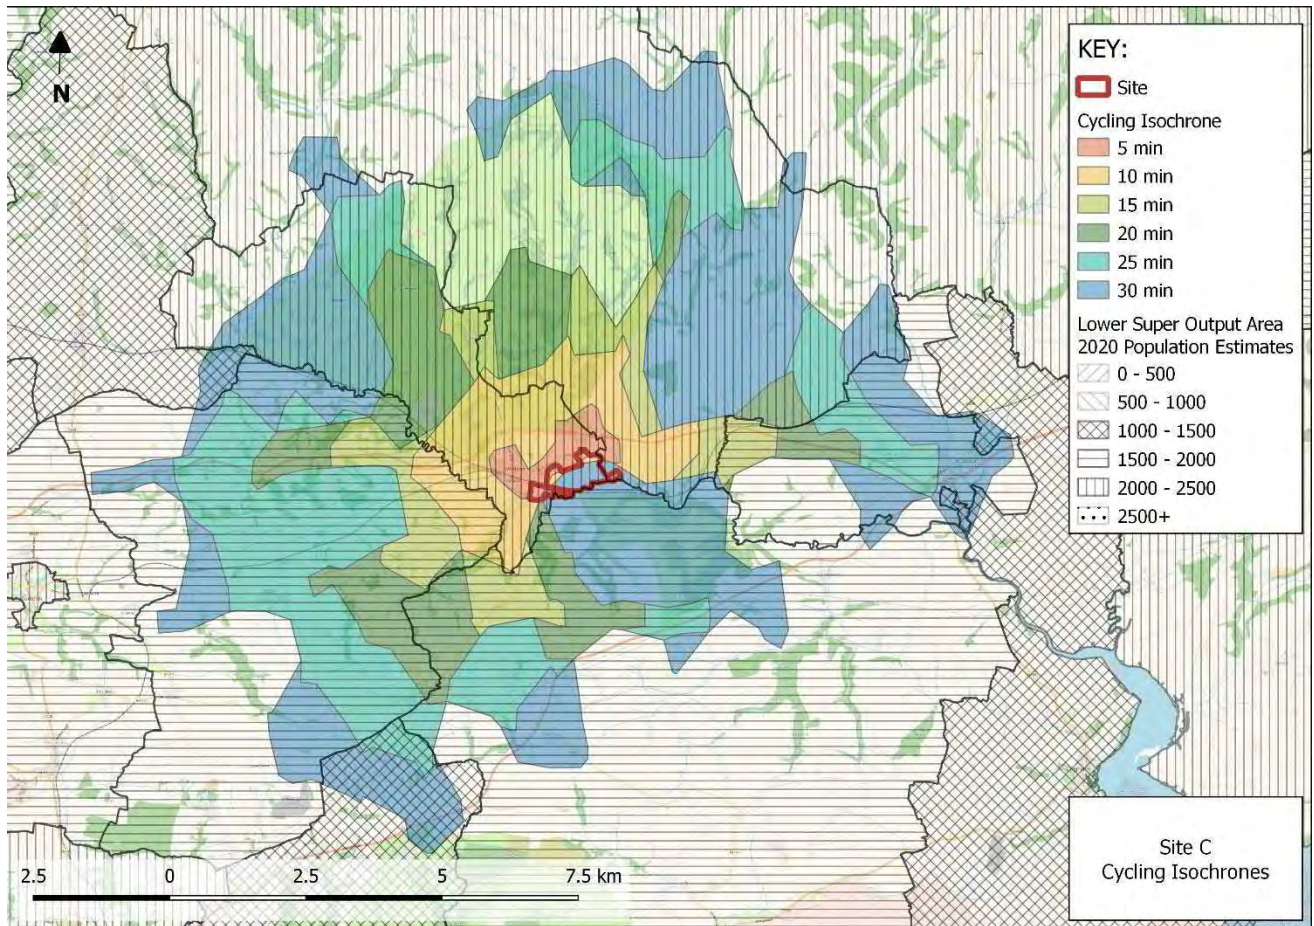 N
KEY:
Site
Cycling Isochrone
5 min
10 min
15 min
20 min
25 min
30 min
Lower Super Output Area
2020 Population Estimates
0 - 500
500 - 1000
1000 - 1500
1500 - 2000
2000 - 2500
2500+
2.5 0 2.5 5 7.5 km
Site C
Cycling Isochrones